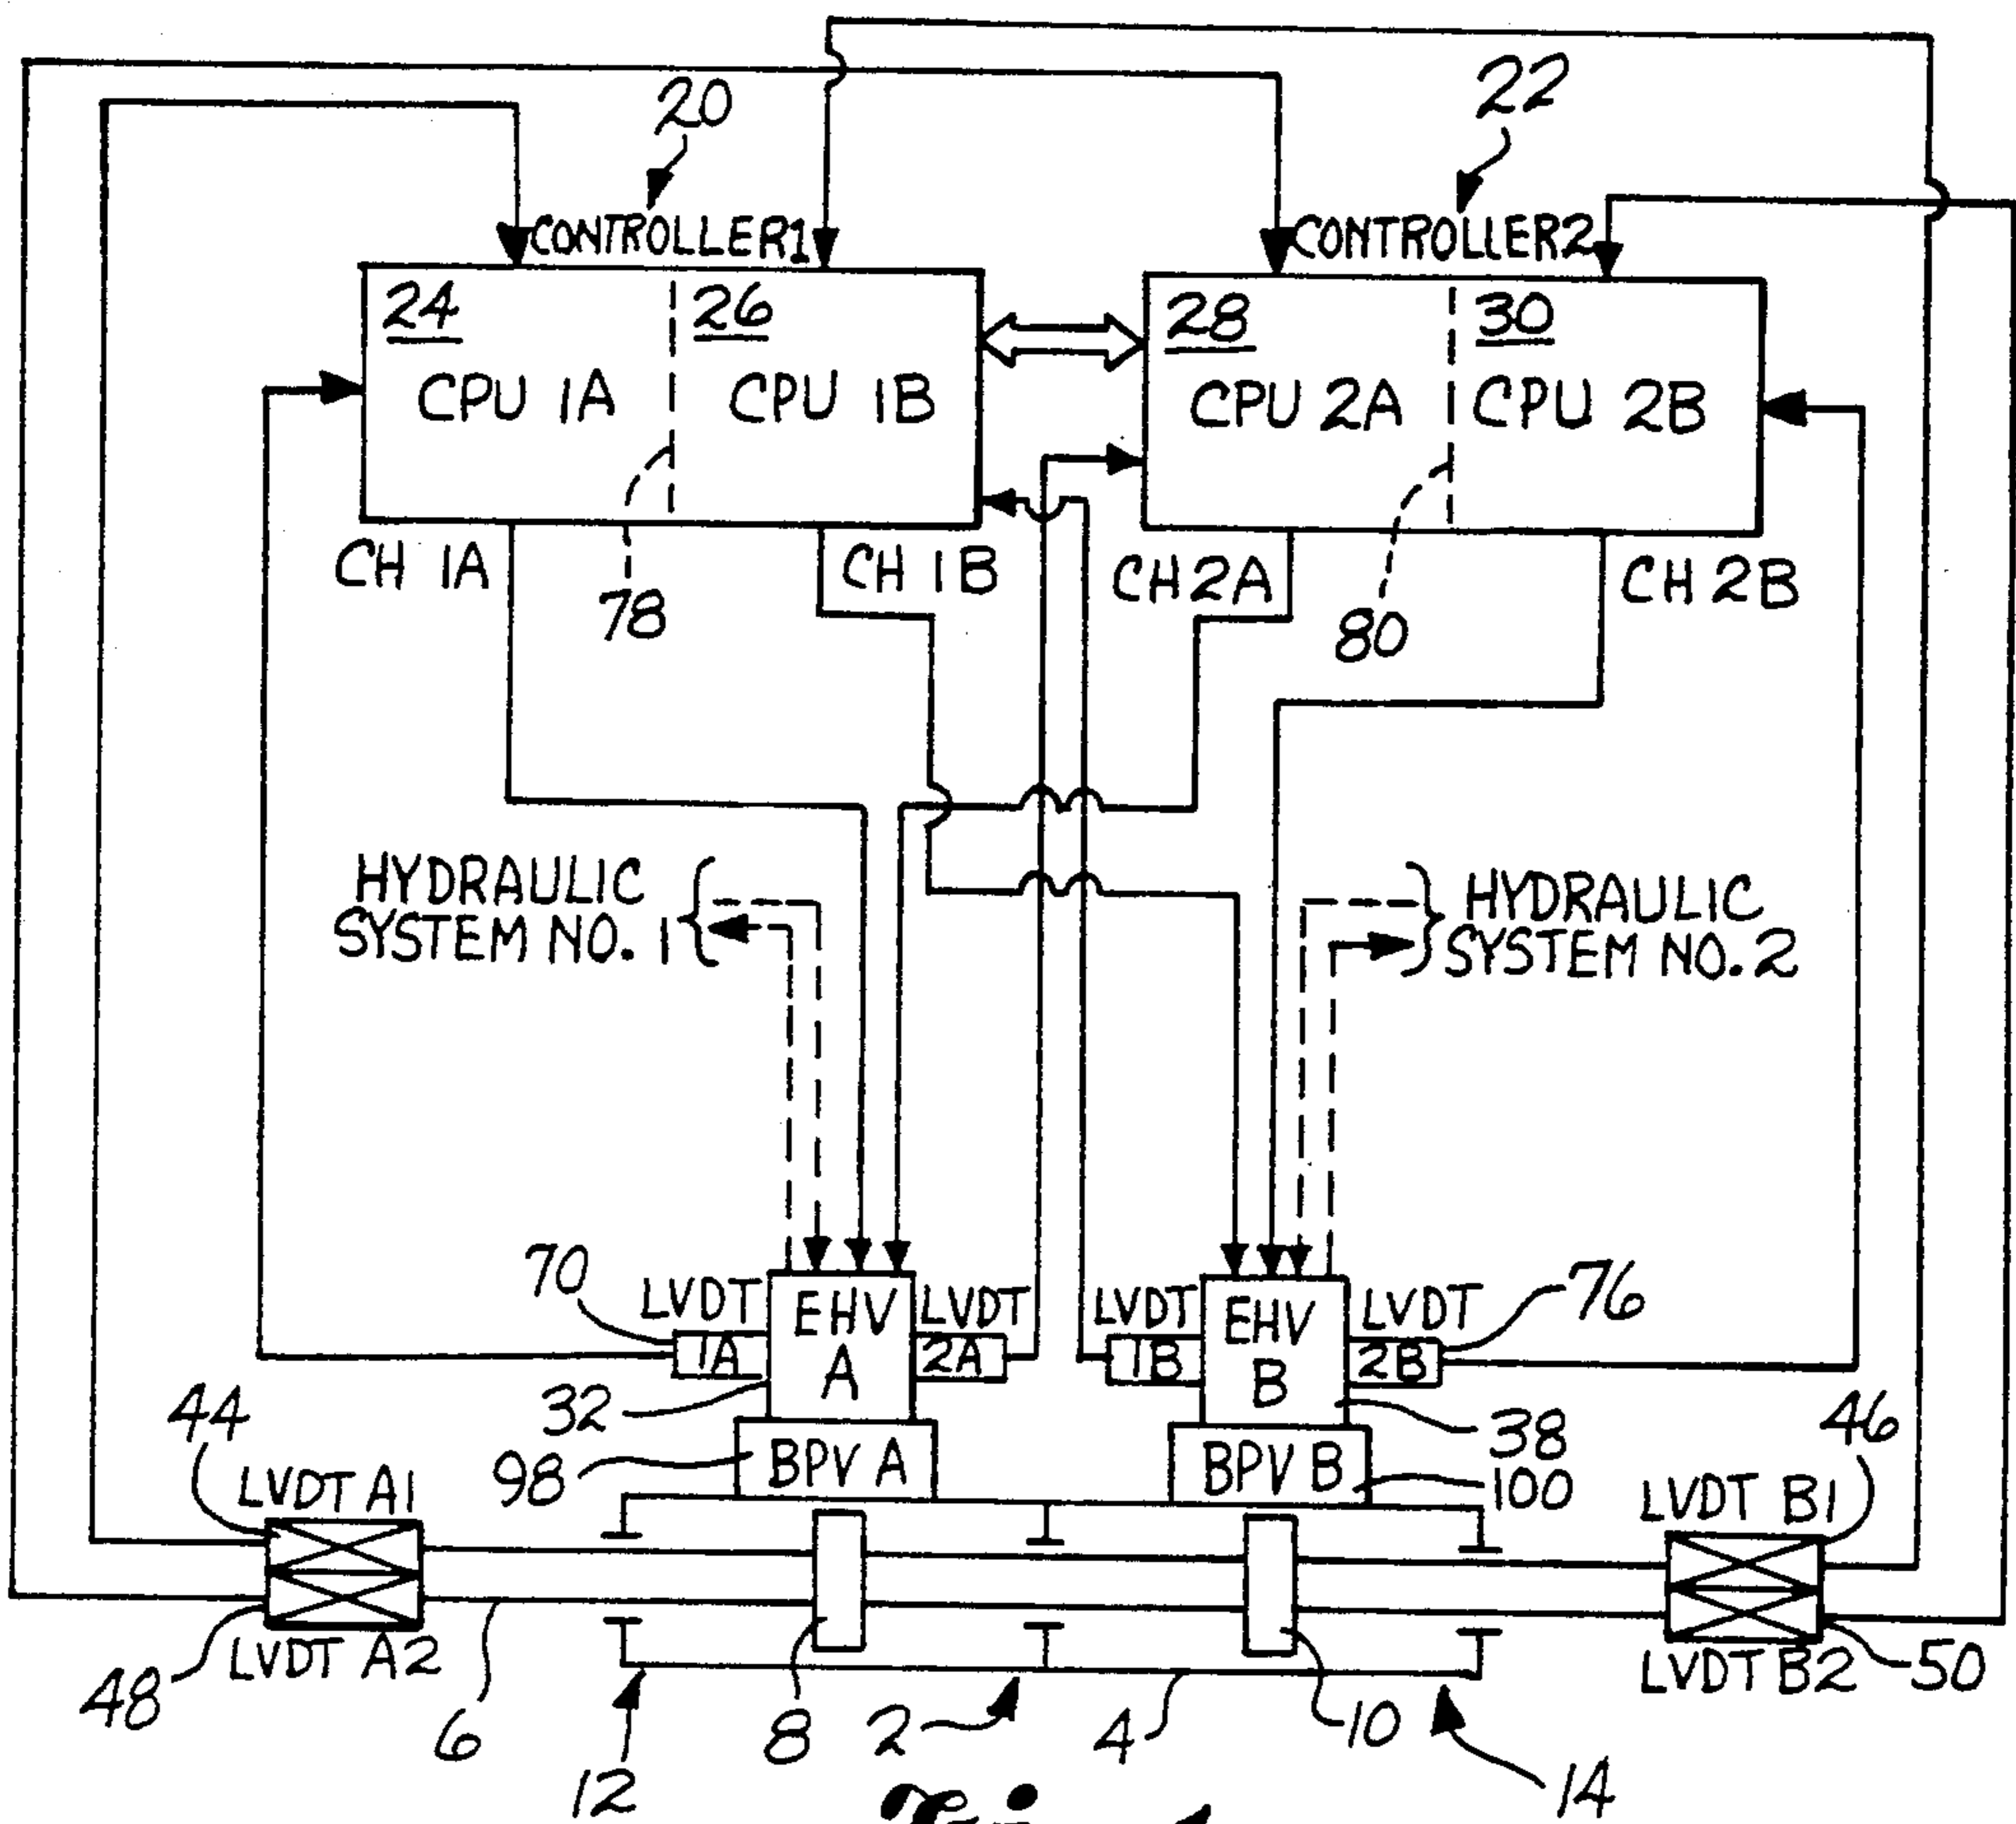 20
22
CONTROLLER1
CONTROLLER2
24
26
28
30
CPU 1A
CPU 1B
CPU 2A
CPU 2B
CH 1A
CH 1B
CH 2A
CH 2B
78
80
HYDRAULIC
SYSTEM NO. 1
HYDRAULIC
SYSTEM NO. 2
70
LVDT
1A
EHV
A
LVDT
2A
LVDT
1B
EHV
B
LVDT
2B
76
32
38
44
46
98
BPV A
BPV B
100
LVDT A1
LVDT B1
48
LVDT A2
LVDT B2
50
6
8
2
4
10
12
14